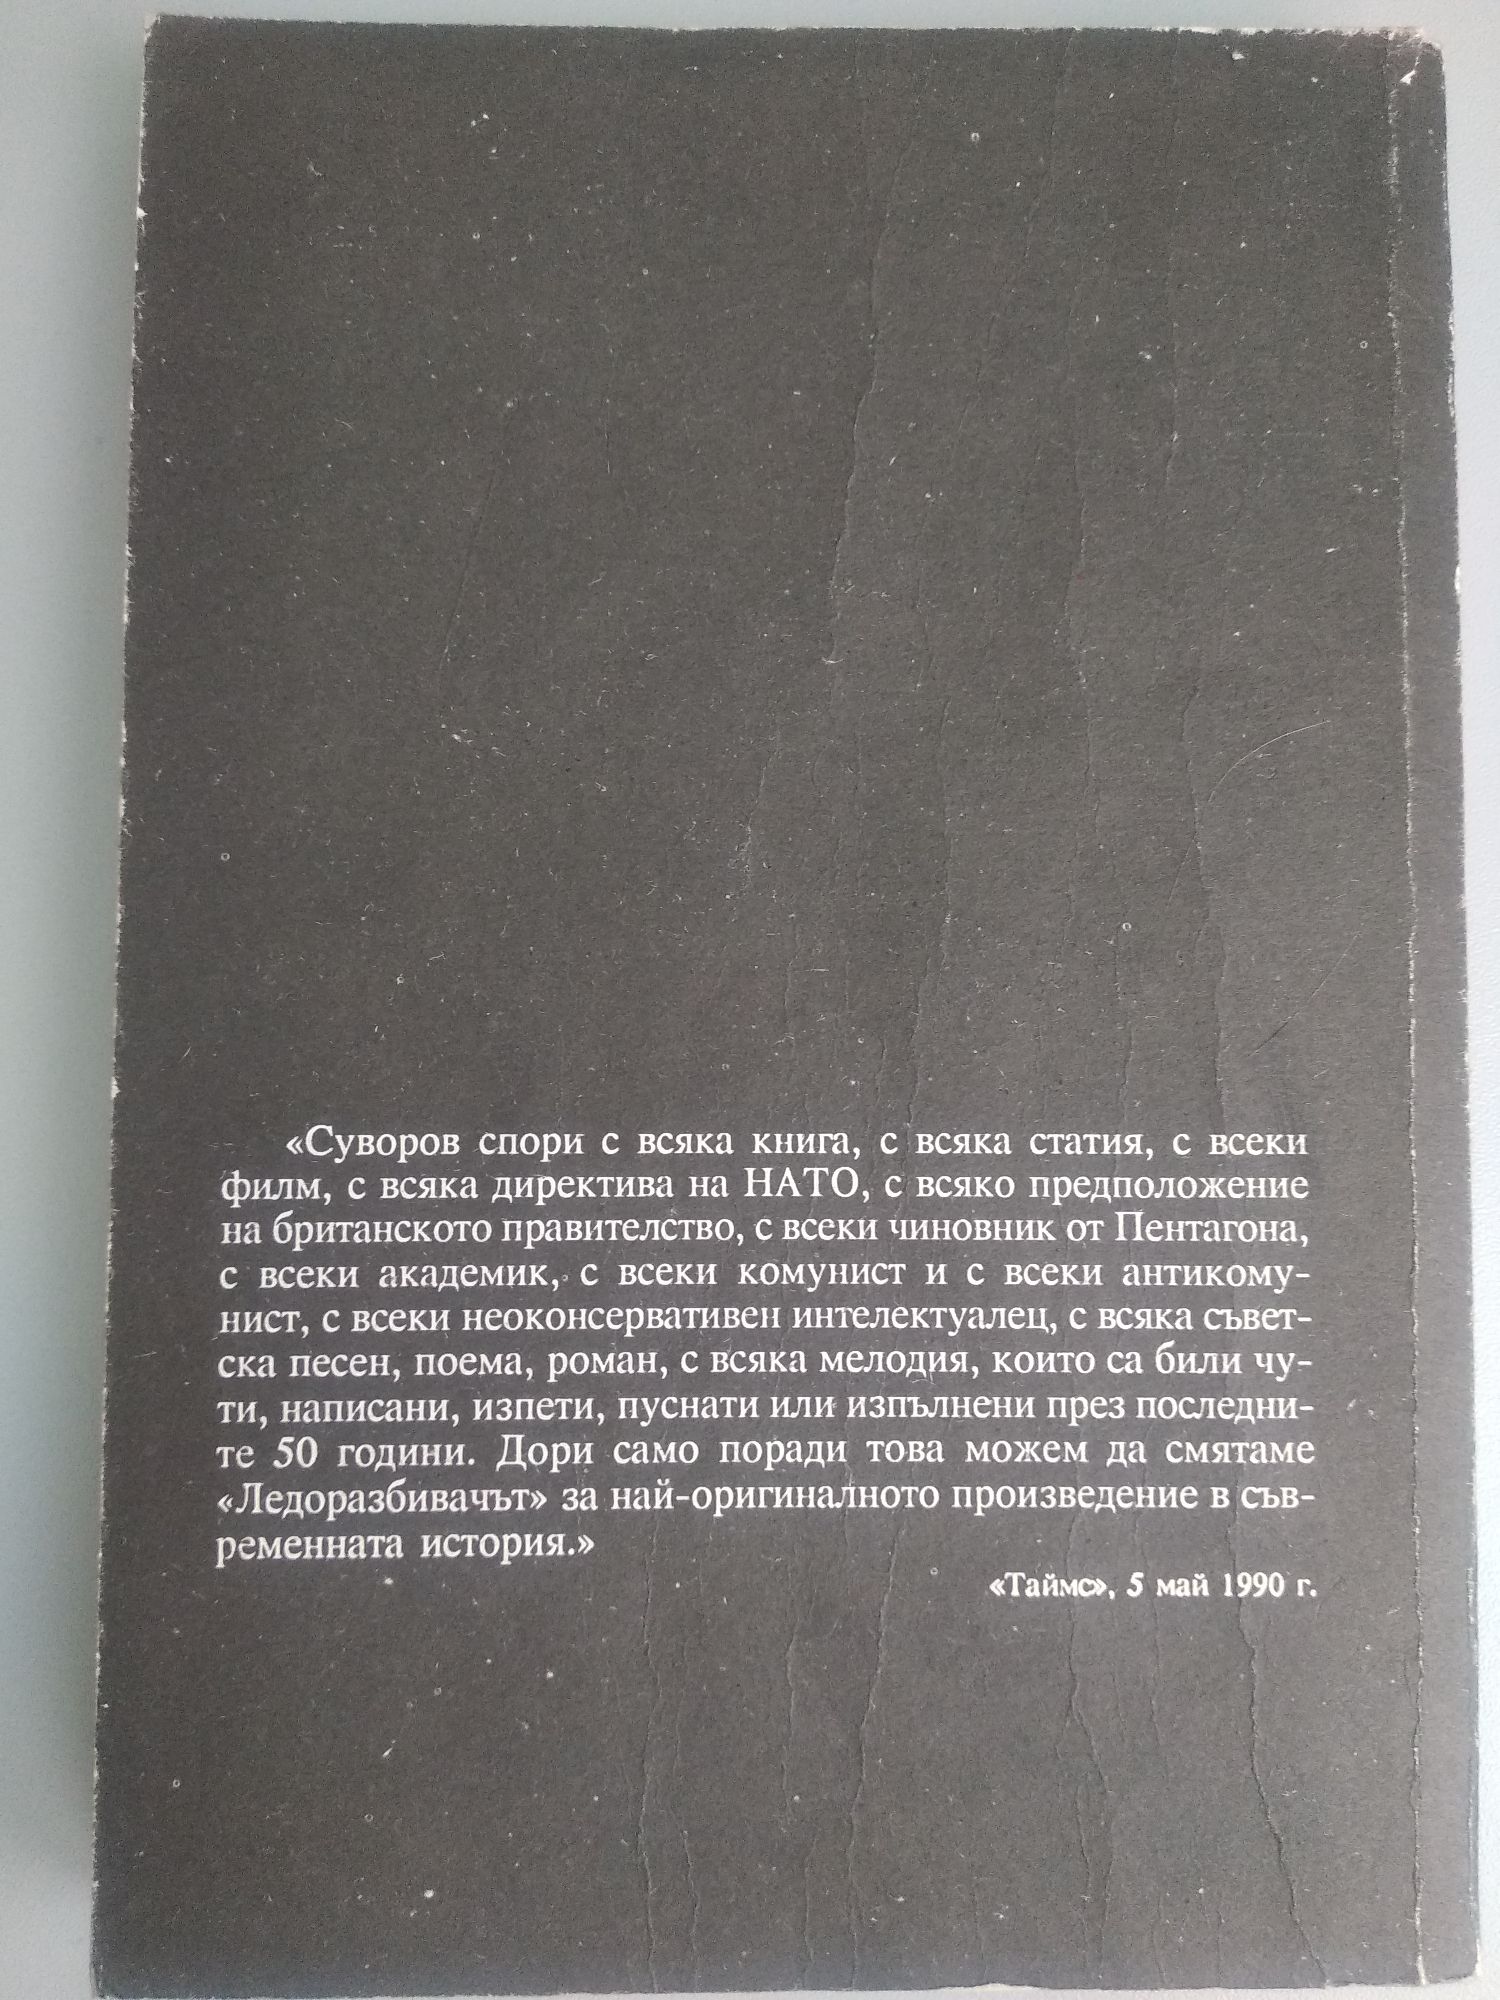 «Суворов спори с всяка книга, с всяка статия, с всеки
филм, с всяка директива на НАТО, с всяко предположение
на британското правителство, с всеки чиновник от Пентагона,
с всеки академик, с всеки комунист и с всеки антикому-
нист, с всеки неоконсервативен интелектуалец, с всяка съвет-
ска песен, поема, роман, с всяка мелодия, които са били чу-
ти, написани, изпети, пуснати или изпълнени през последни-
те 50 години. Дори само поради това можем да смятаме
«Ледоразбивачът» за най-оригиналното произведение в съв-
ременната история.»
«Таймс», 5 май 1990 г.